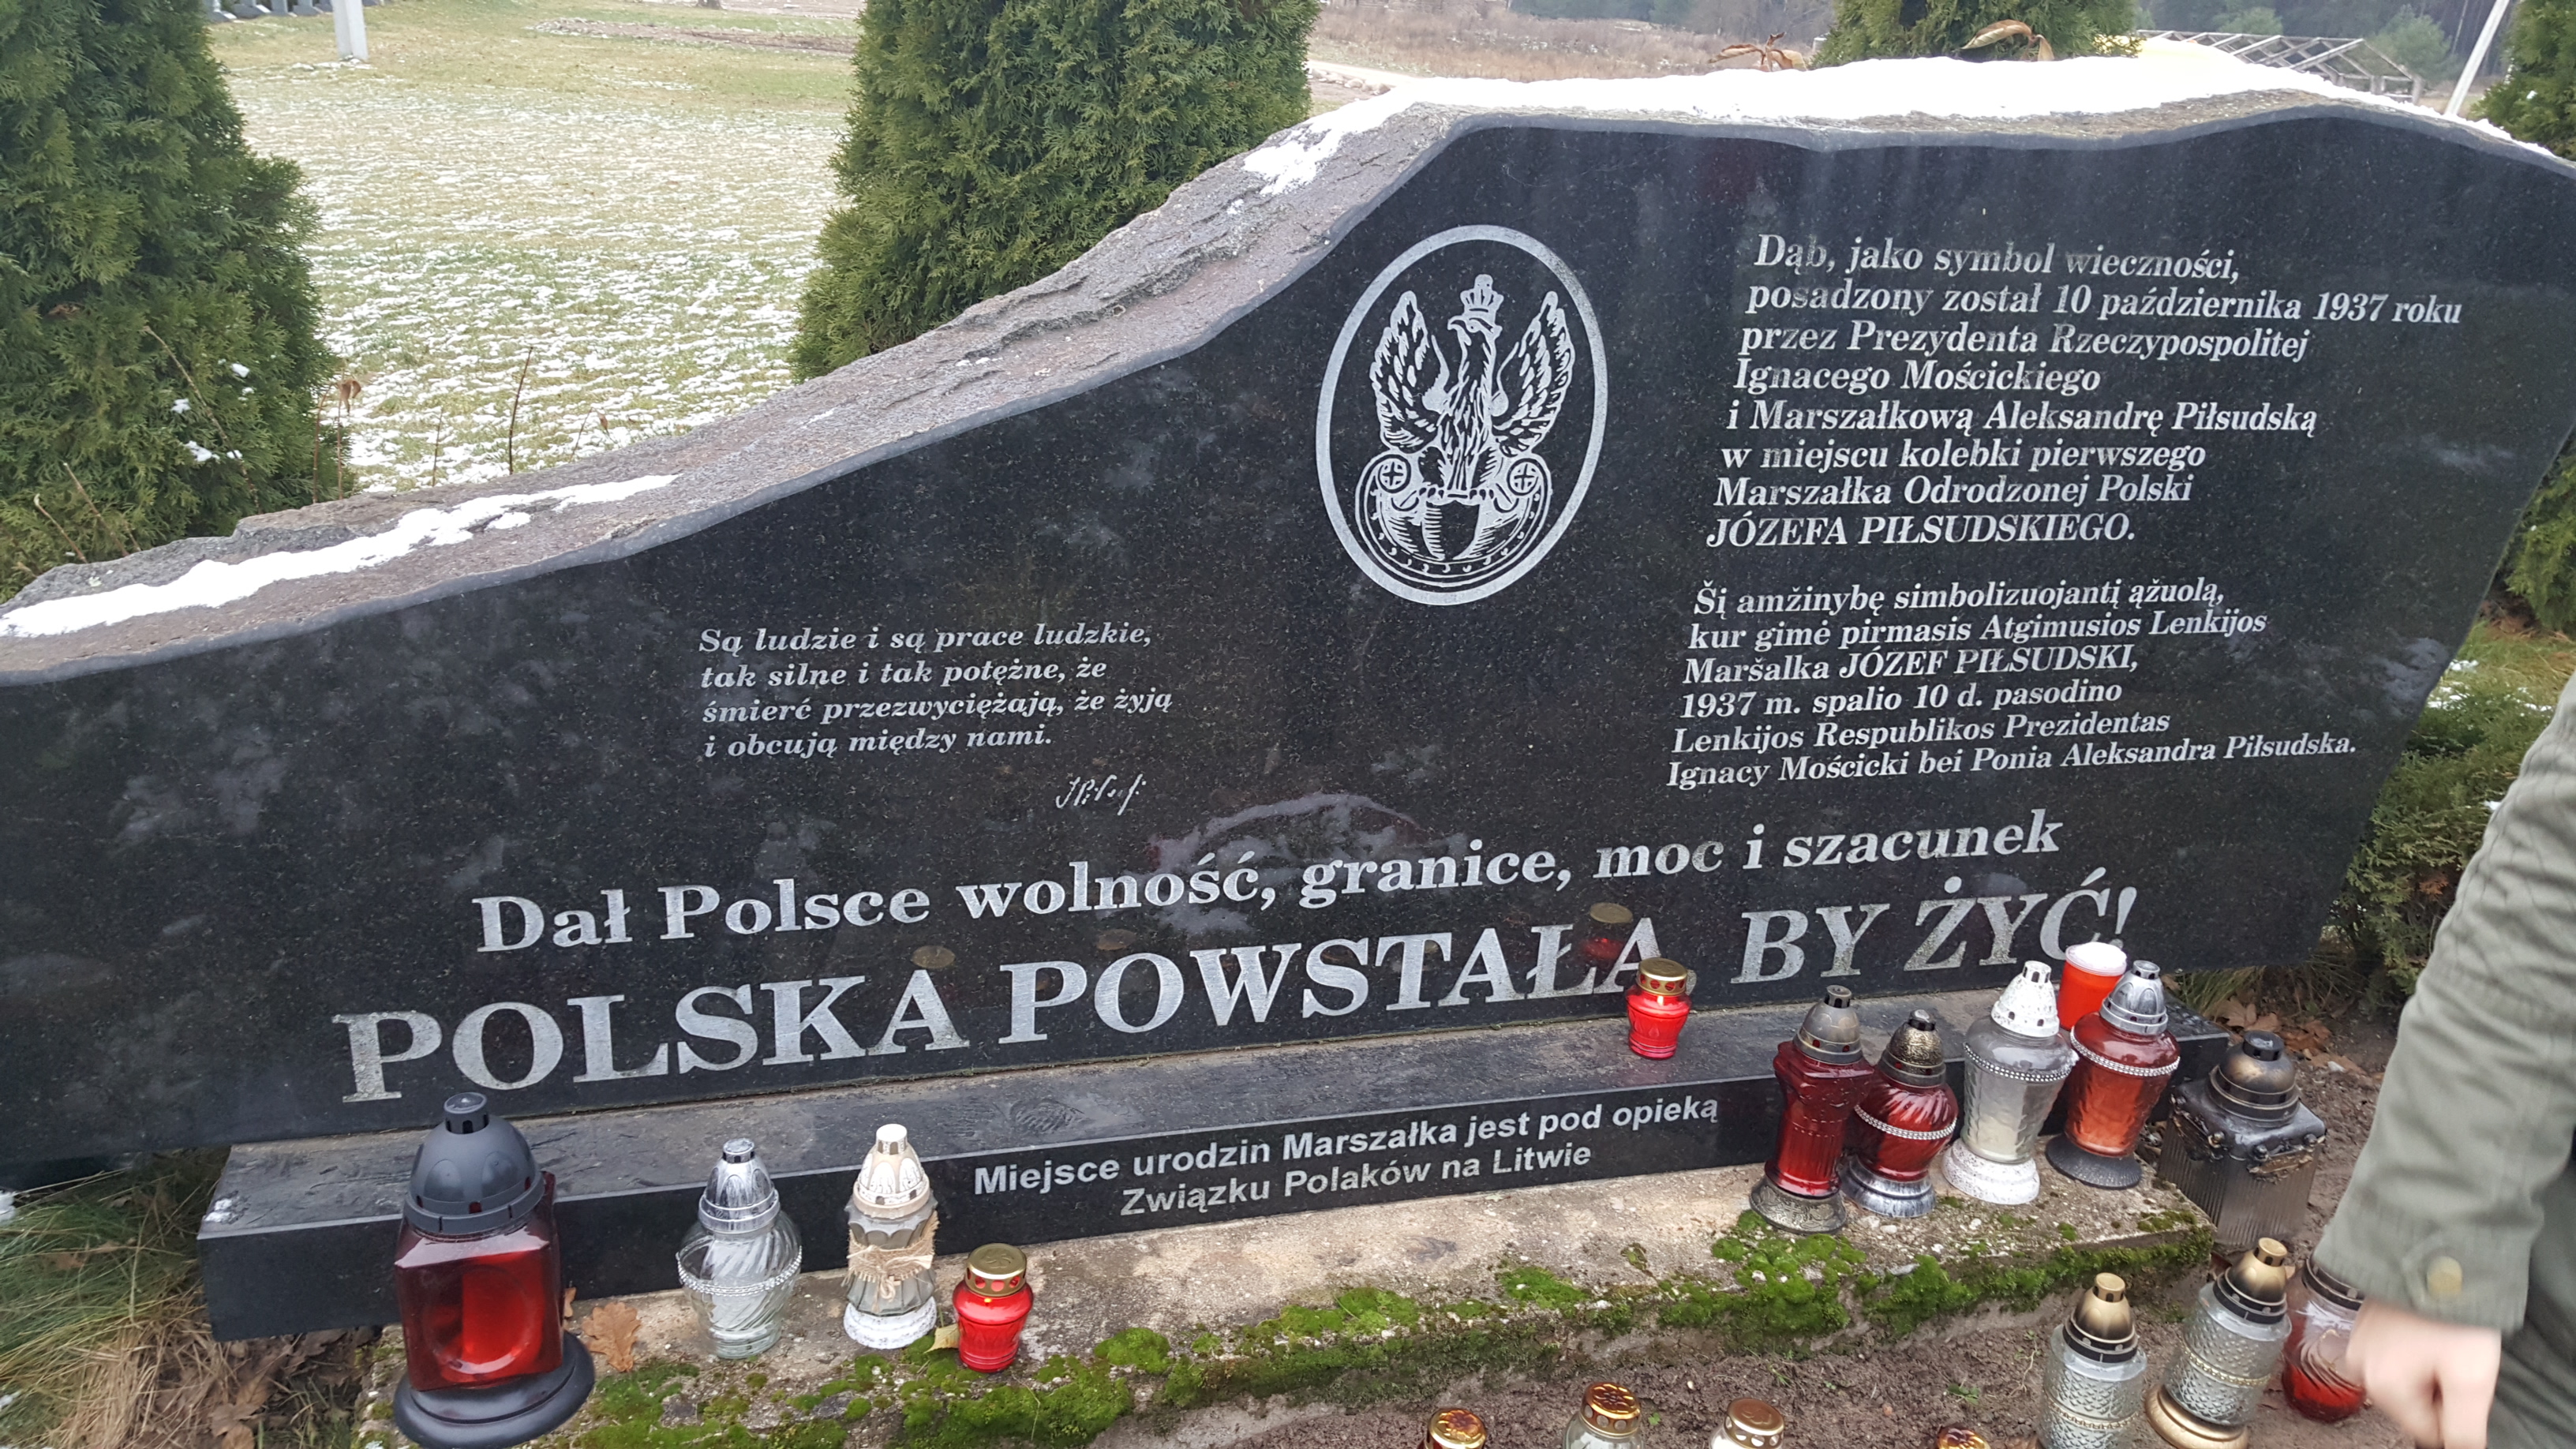 Dąb, jako symbol wieczności,
posadzony został 10 października 1937 roku
przez Prezydenta Rzeczypospolitej
Ignacego Mościckiego
i Marszałkową Aleksandrę Piłsudską
w miejscu kolebki pierwszego
Marszałka Odrodzonej Polski
JÓZEFA PIŁSUDSKIEGO.
Šį amžinybę simbolizuojantį ąžuolą,
kur gimė pirmasis Atgimusios Lenkijos
Maršalka JÓZEF PIŁSUDSKI,
1937 m. spalio 10 d. pasodino
Lenkijos Respublikos Prezidentas
Ignacy Mościcki bei Ponia Aleksandra Piłsudska.
Są ludzie i są prace ludzkie,
tak silne i tak potężne, że
śmierć przezwyciężają, że żyją
i obcują między nami.
Dał Polsce wolność, granice, moc i szacunek
POLSKA POWSTAŁA BY ŻYĆ!
Miejsce urodzin Marszałka jest pod opieką
Związku Polaków na Litwie